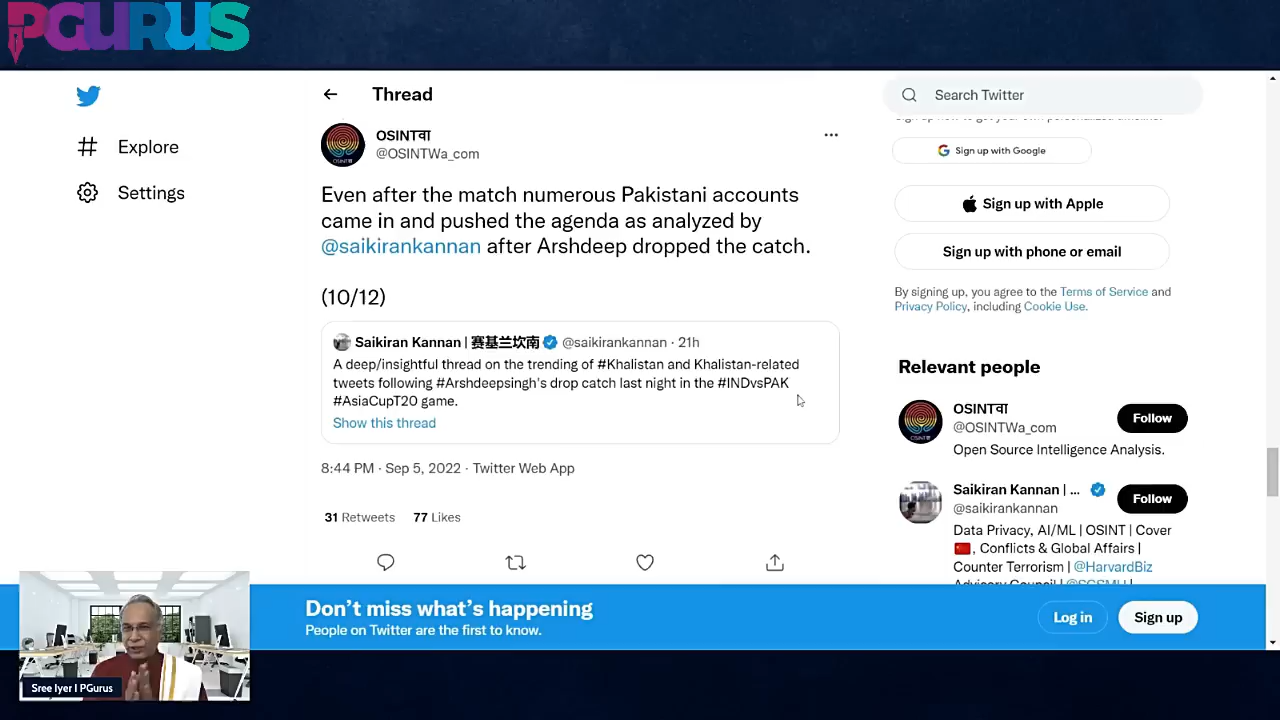 PGURUS
Thread
Search Twitter
Explore
Settings
OSINTवा
@OSINTWa_com
Even after the match numerous Pakistani accounts
came in and pushed the agenda as analyzed by
@saikirankannan after Arshdeep dropped the catch.
(10/12)
Saikiran Kannan | 赛基兰坎南 @saikirankannan · 21h
A deep/insightful thread on the trending of #Khalistan and Khalistan-related
tweets following #Arshdeepsingh's drop catch last night in the #INDvsPAK
#AsiaCupT20 game.
Show this thread
8:44 PM · Sep 5, 2022 · Twitter Web App
31 Retweets 77 Likes
Sign up with Google
Sign up with Apple
Sign up with phone or email
By signing up, you agree to the Terms of Service and
Privacy Policy, including Cookie Use.
Relevant people
OSINTवा
@OSINTWa_com
Follow
Open Source Intelligence Analysis.
Saikiran Kannan | ...
@saikirankannan
Follow
Data Privacy, AI/ML | OSINT | Cover
, Conflicts & Global Affairs |
Counter Terrorism | @HarvardBiz
Don't miss what's happening
People on Twitter are the first to know.
Log in
Sign up
Sree Iyer I PGurus